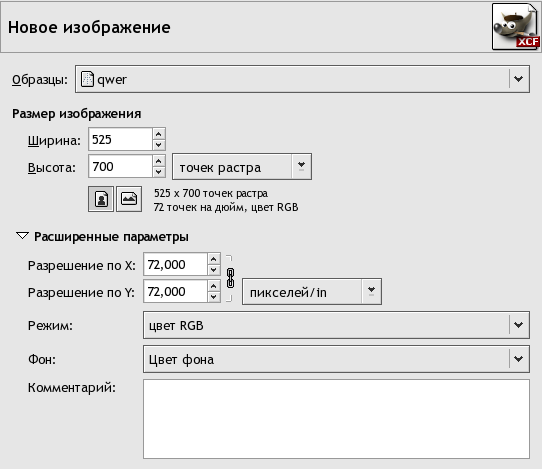 Новое изображение
XCF
Образцы: qwer
Размер изображения
Ширина: 525
Высота: 700 точек растра
525 x 700 точек растра
72 точек на дюйм, цвет RGB
Расширенные параметры
Разрешение по X: 72,000
Разрешение по Y: 72,000 пикселей/in
Режим: цвет RGB
Фон: Цвет фона
Комментарий: